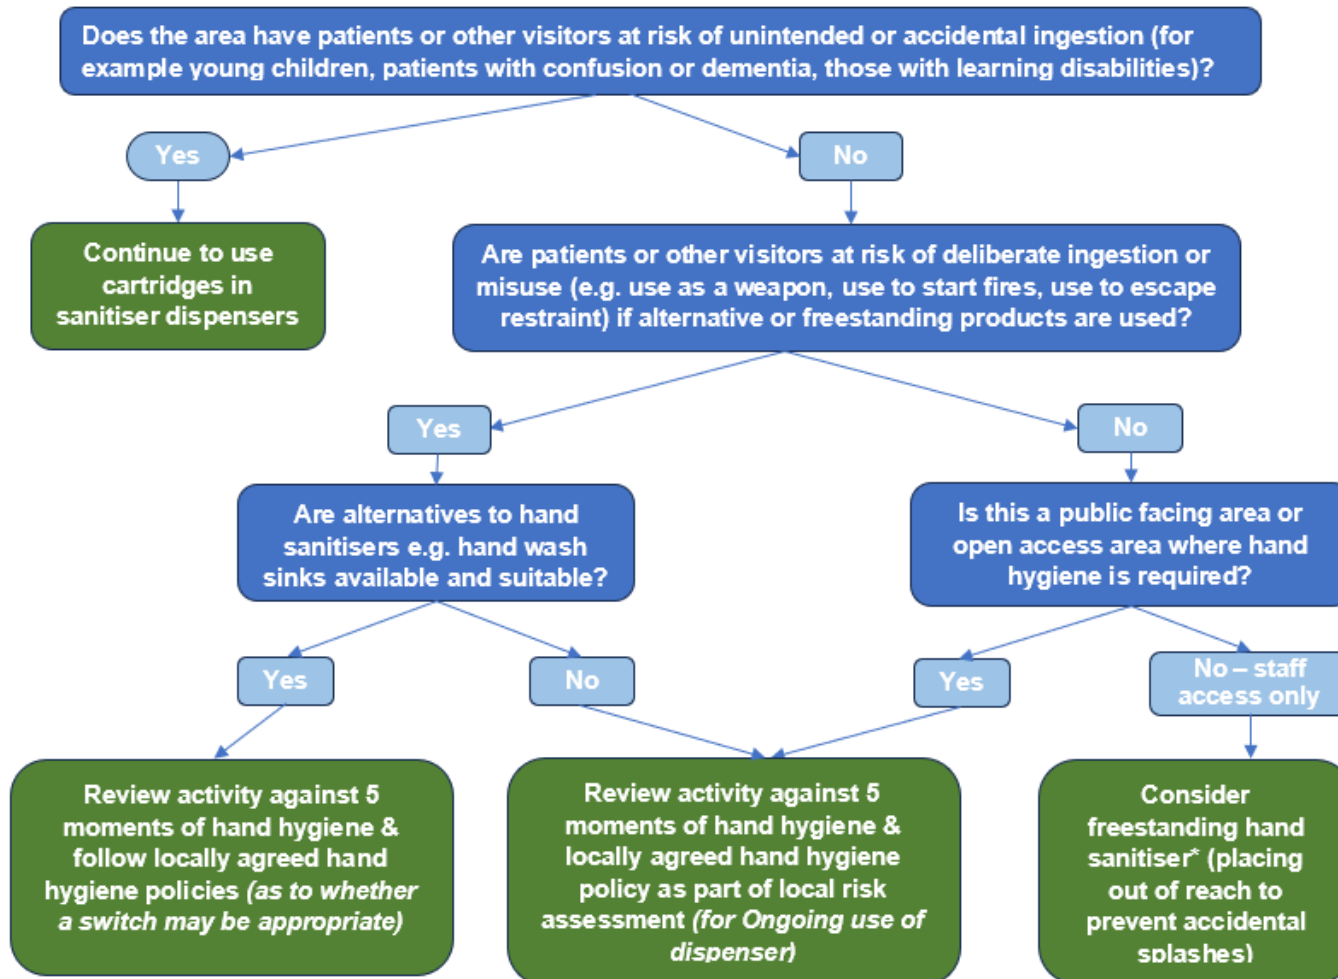 Does the area have patients or other visitors at risk of unintended or accidental ingestion (for
example young children, patients with confusion or dementia, those with learning disabilities)?
Yes
No
Continue to use
cartridges in
sanitiser dispensers
Are patients or other visitors at risk of deliberate ingestion or
misuse (e.g. use as a weapon, use to start fires, use to escape
restraint) if alternative or freestanding products are used?
Yes
No
Are alternatives to hand
sanitisers e.g. hand wash
sinks available and suitable?
Is this a public facing area or
open access area where hand
hygiene is required?
Yes
No
Yes
No – staff
access only
Review activity against 5
moments of hand hygiene &
follow locally agreed hand
hygiene policies (as to whether
a switch may be appropriate)
Review activity against 5
moments of hand hygiene &
locally agreed hand hygiene
policy as part of local risk
assessment (for Ongoing use of
dispenser)
Consider
freestanding hand
sanitiser* (placing
out of reach to
prevent accidental
splashes)